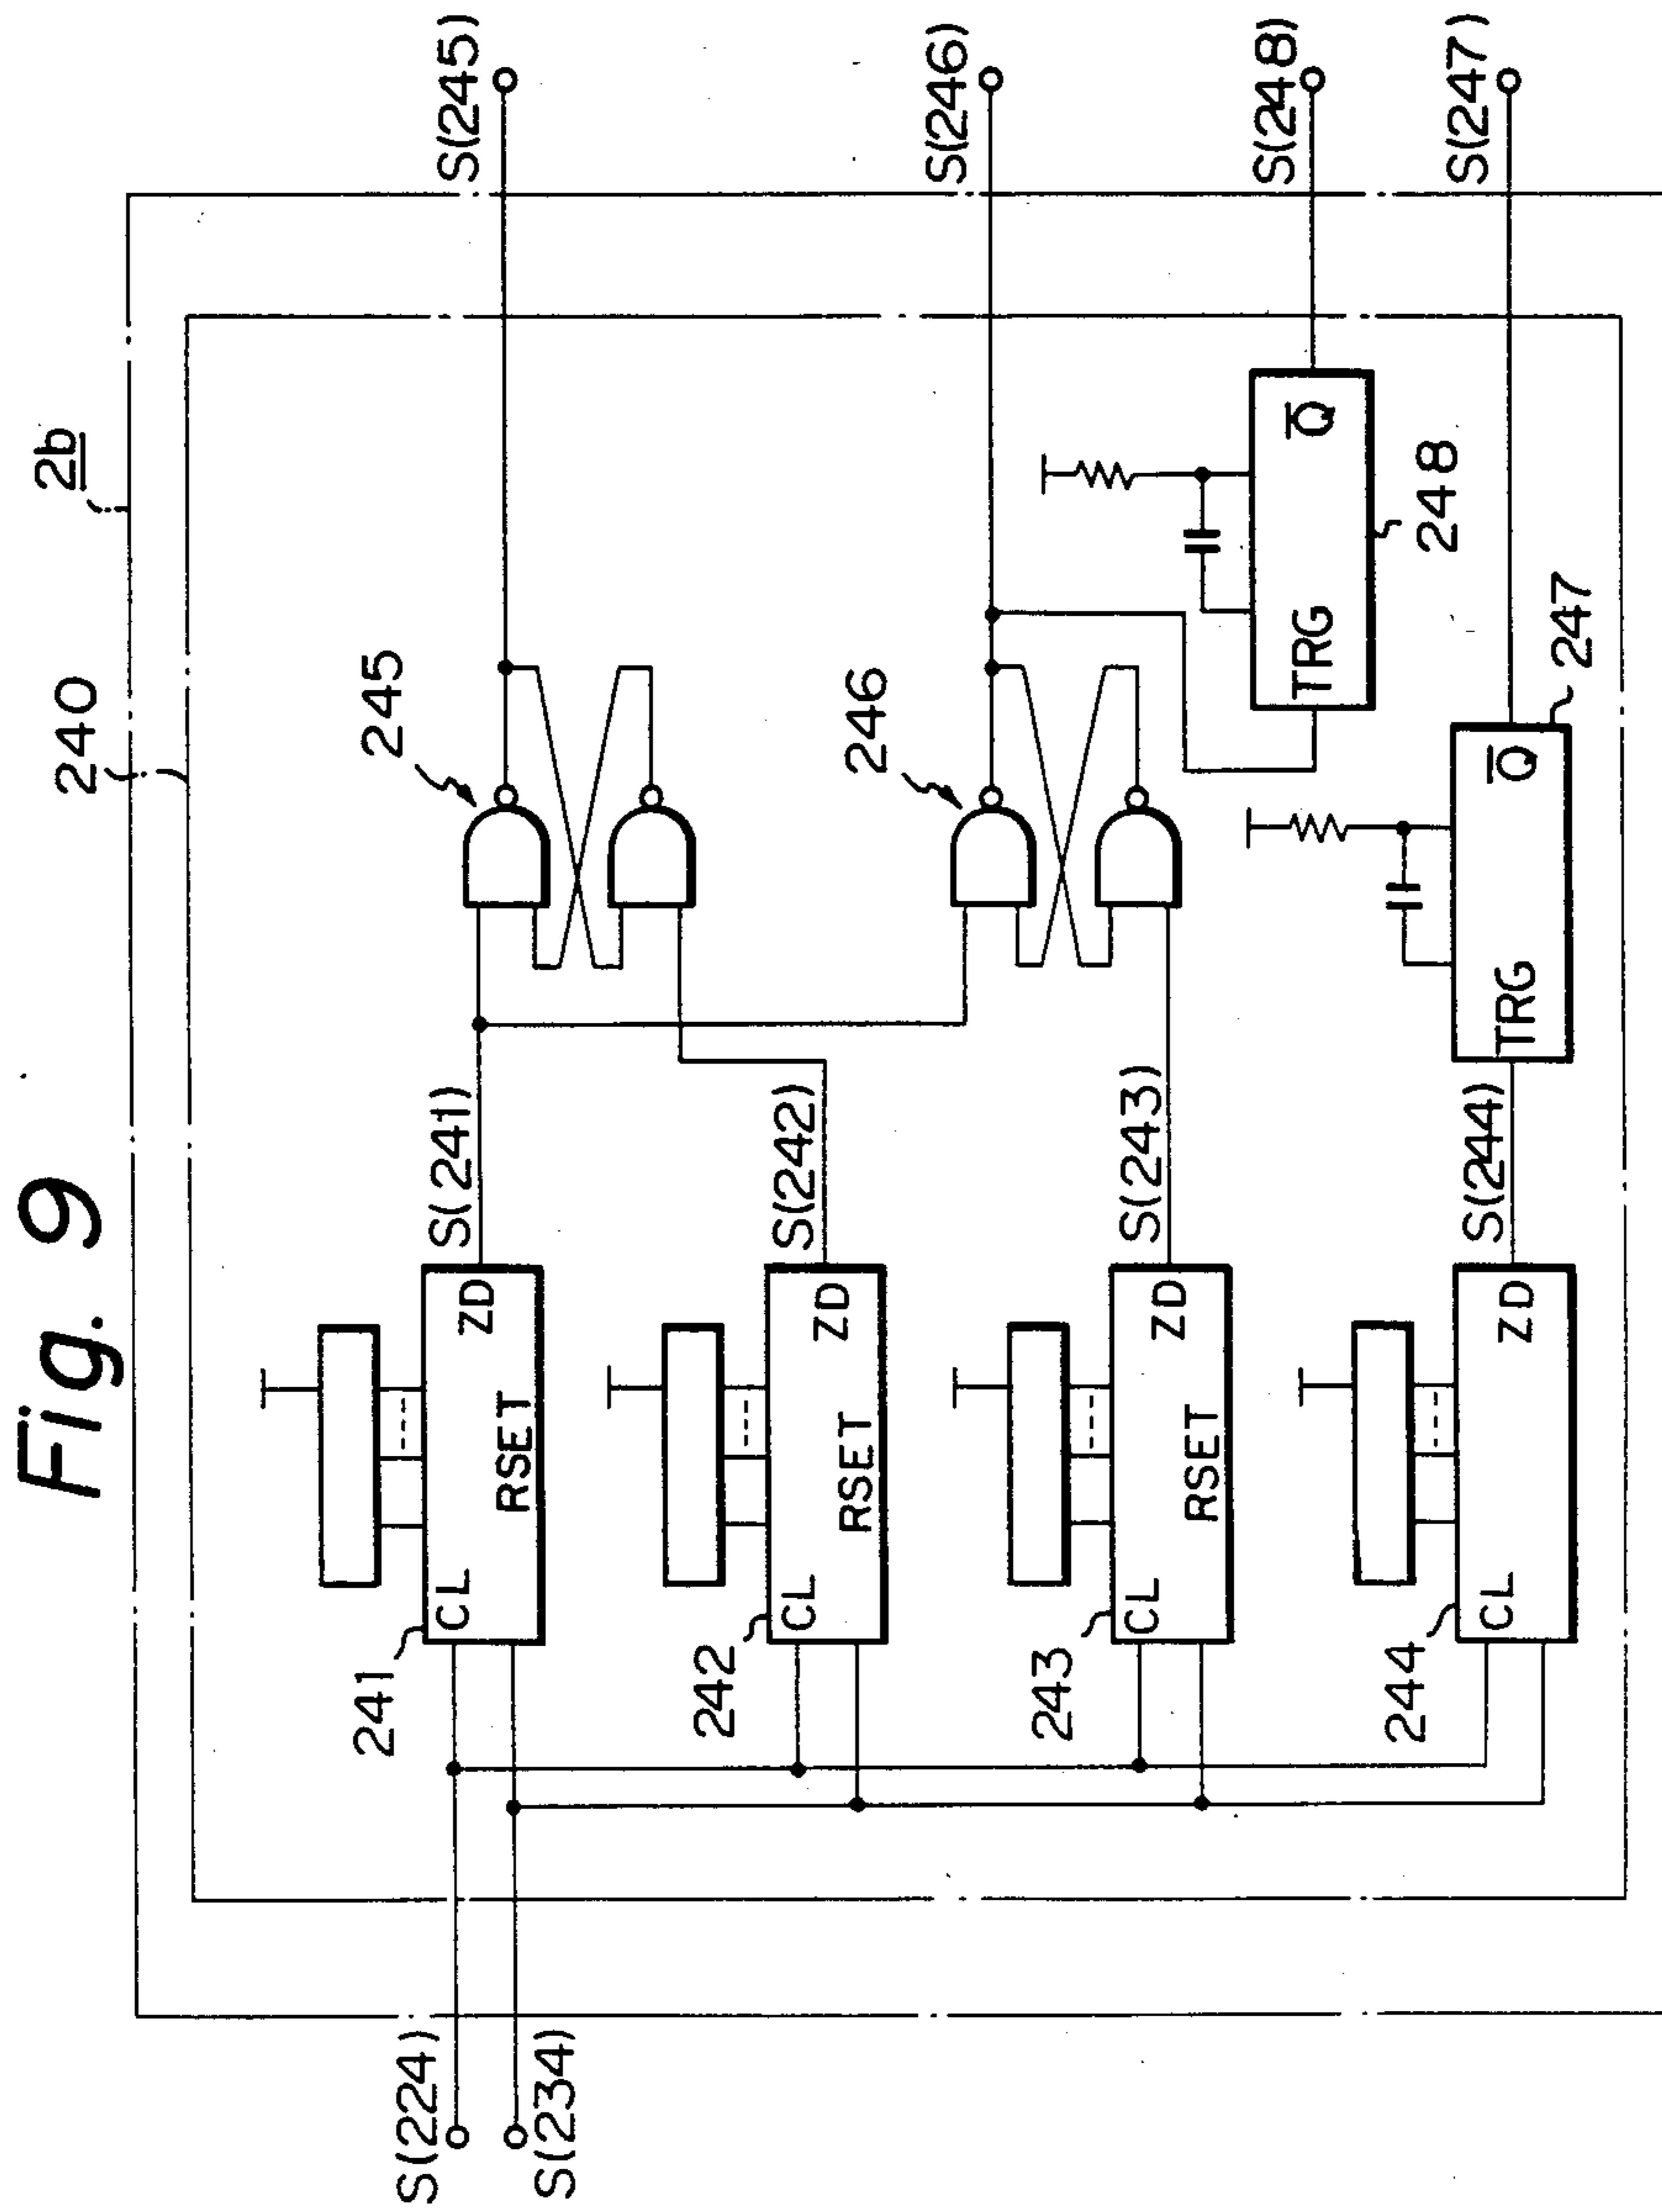 Fig. 9
240
2b
S(224)
S(234)
241
CL
RSET
ZD
S(241)
245
S(245)
242
CL
RSET
ZD
S(242)
246
S(246)
243
CL
RSET
ZD
S(243)
TRG
Q̅
248
S(248)
244
CL
ZD
S(244)
TRG
Q̅
247
S(247)